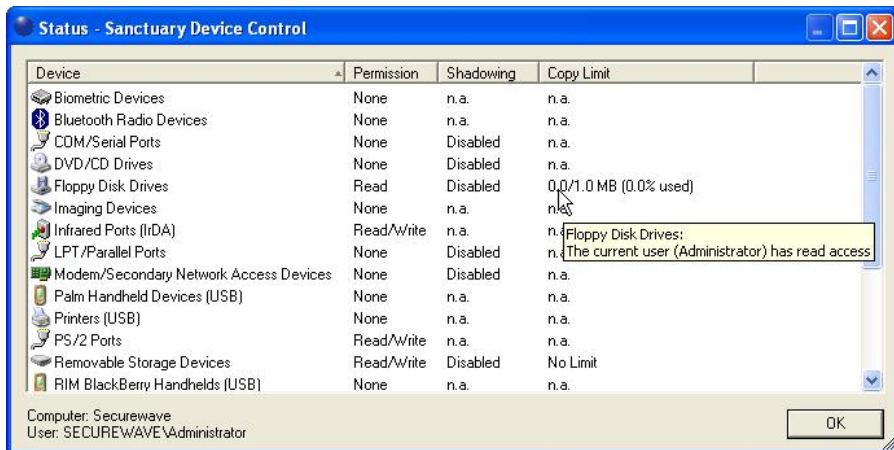 Status - Sanctuary Device Control
Device Permission Shadowing Copy Limit
Biometric Devices None n.a. n.a.
Bluetooth Radio Devices None n.a. n.a.
COM/Serial Ports None Disabled n.a.
DVD/CD Drives None Disabled n.a.
Floppy Disk Drives Read Disabled 0.0/1.0 MB (0.0% used)
Imaging Devices None n.a. n.a.
Infrared Ports (IrDA) Read/Write n.a. n.a.
Floppy Disk Drives:
LPT/Parallel Ports None Disabled n.a.
The current user (Administrator) has read access
Modem/Secondary Network Access Devices None Disabled n.a.
Palm Handheld Devices (USB) None n.a. n.a.
Printers (USB) None n.a. n.a.
PS/2 Ports Read/Write n.a. n.a.
Removable Storage Devices Read/Write Disabled No Limit
RIM BlackBerry Handhelds (USB) None n.a. n.a.
Computer: Securewave
User: SECUREWAVE\Administrator
OK